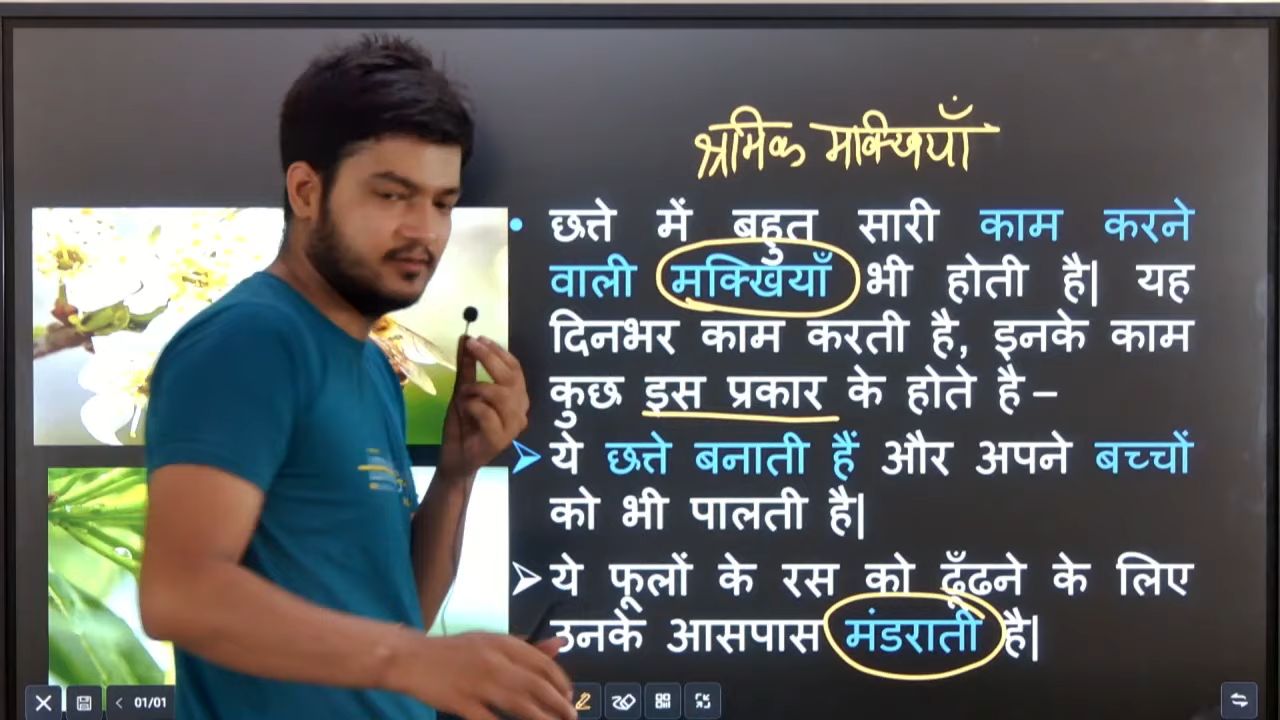 श्रमिक मक्खियाँ
• छत्ते में बहुत सारी काम करने
वाली मक्खियाँ भी होती है| यह
दिनभर काम करती है, इनके काम
कुछ इस प्रकार के होते है –
➢ ये छत्ते बनाती हैं और अपने बच्चों
को भी पालती है|
➢ ये फूलों के रस को ढूँढने के लिए
उनके आसपास मंडराती है|
01/01